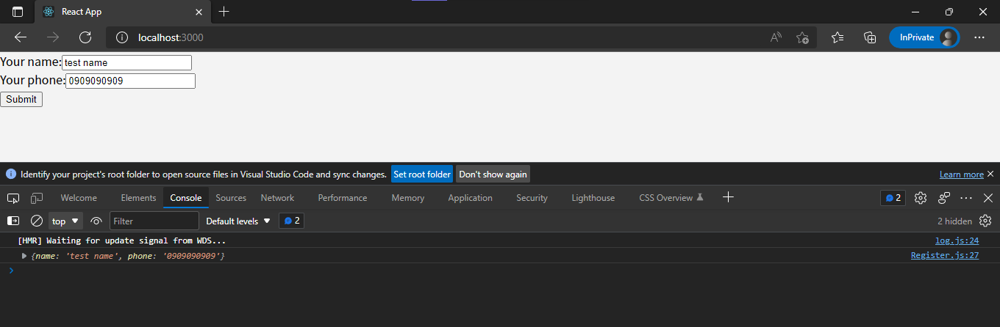 React App
localhost:3000
InPrivate
Your name: test name
Your phone: 0909090909
Submit
Identify your project's root folder to open source files in Visual Studio Code and sync changes. Set root folder Don't show again Learn more
Welcome Elements Console Sources Network Performance Memory Application Security Lighthouse CSS Overview 2
top Filter Default levels 2 2 hidden
[HMR] Waiting for update signal from WDS... log.js:24
{name: 'test name', phone: '0909090909'} Register.js:27